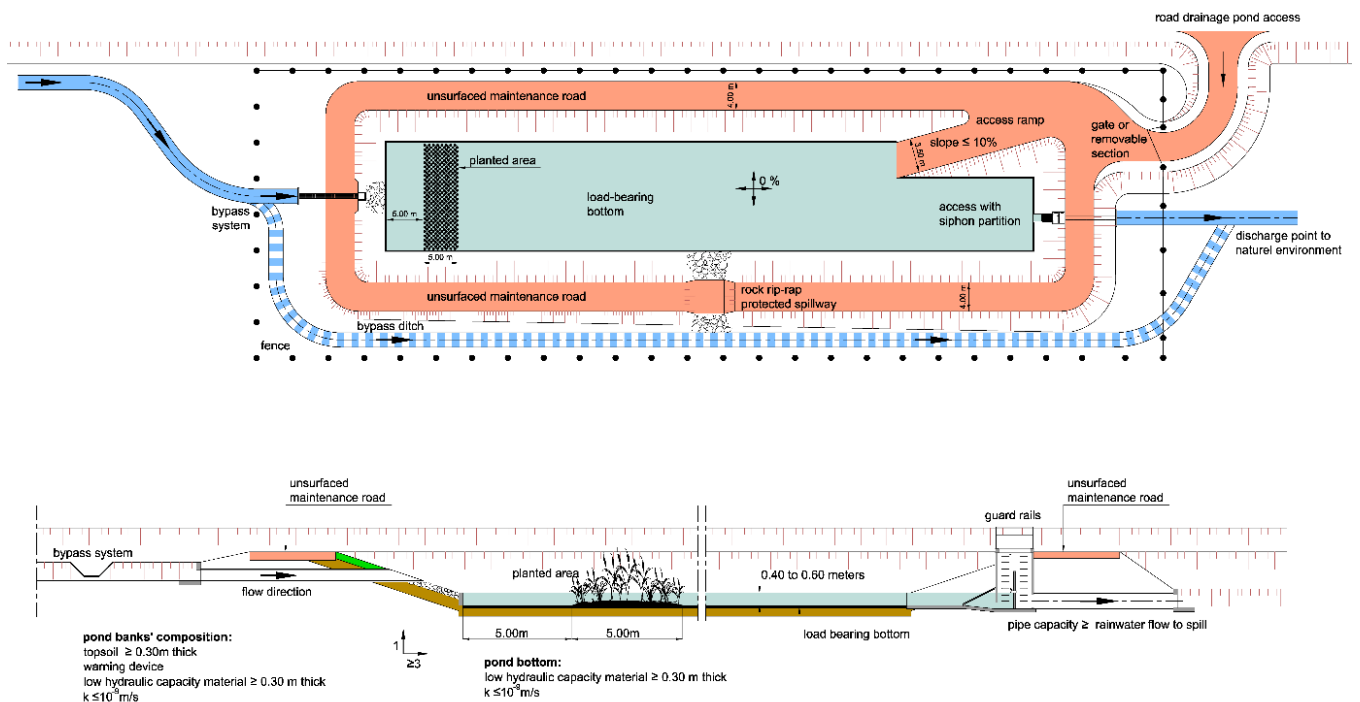 road drainage pond access
unsurfaced maintenance road
4.00 m
access ramp
slope ≤ 10%
3.50 m
gate or
removable
section
planted area
0 %
load-bearing
bottom
5.00 m
5.00 m
access with
siphon partition
bypass
system
discharge point to
naturel environment
unsurfaced maintenance road
rock rip-rap
protected spillway
4.00 m
bypass ditch
fence
unsurfaced
maintenance road
unsurfaced
maintenance road
guard rails
bypass system
planted area
0.40 to 0.60 meters
flow direction
5.00m
5.00m
load bearing bottom
pipe capacity ≥ rainwater flow to spill
pond banks' composition:
topsoil ≥ 0.30m thick
warning device
low hydraulic capacity material ≥ 0.30 m thick
k ≤10⁻⁹m/s
1
≥3
pond bottom:
low hydraulic capacity material ≥ 0.30 m thick
k ≤10⁻⁹m/s